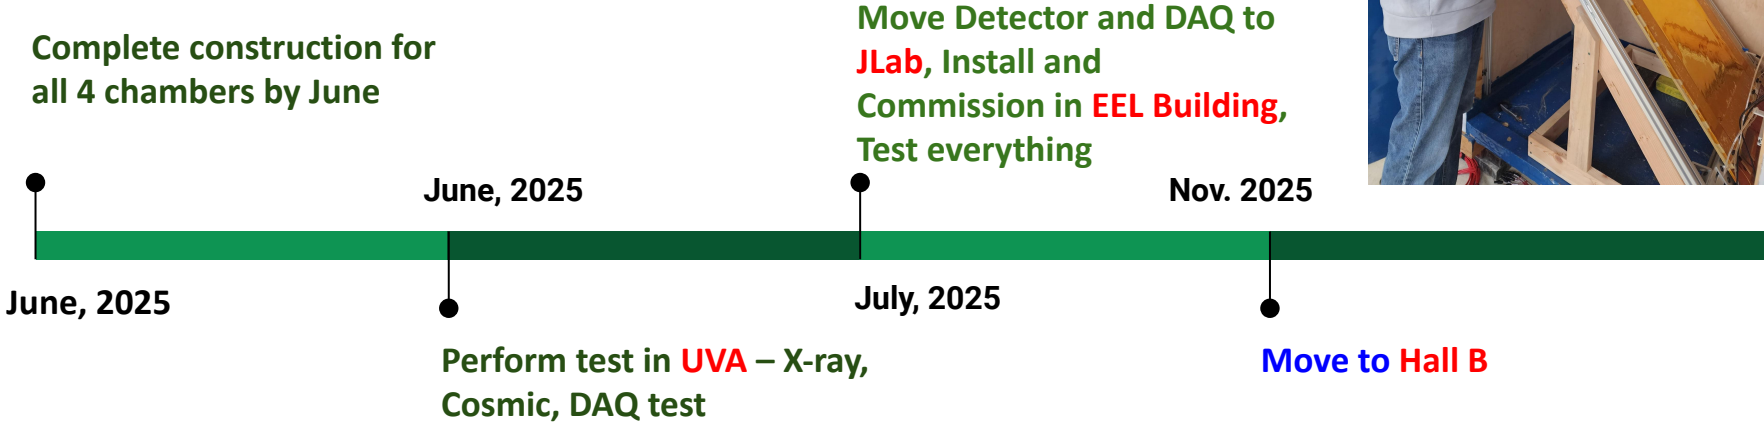 Complete construction for
all 4 chambers by June
June, 2025
June, 2025
Perform test in UVA – X-ray,
Cosmic, DAQ test
Move Detector and DAQ to
JLab, Install and
Commission in EEL Building,
Test everything
July, 2025
Nov. 2025
Move to Hall B